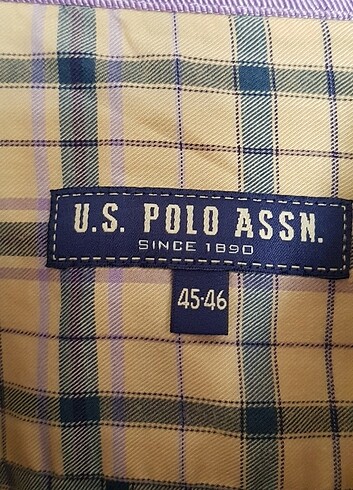 U.S. POLO ASSN.
SINCE 1890
45-46